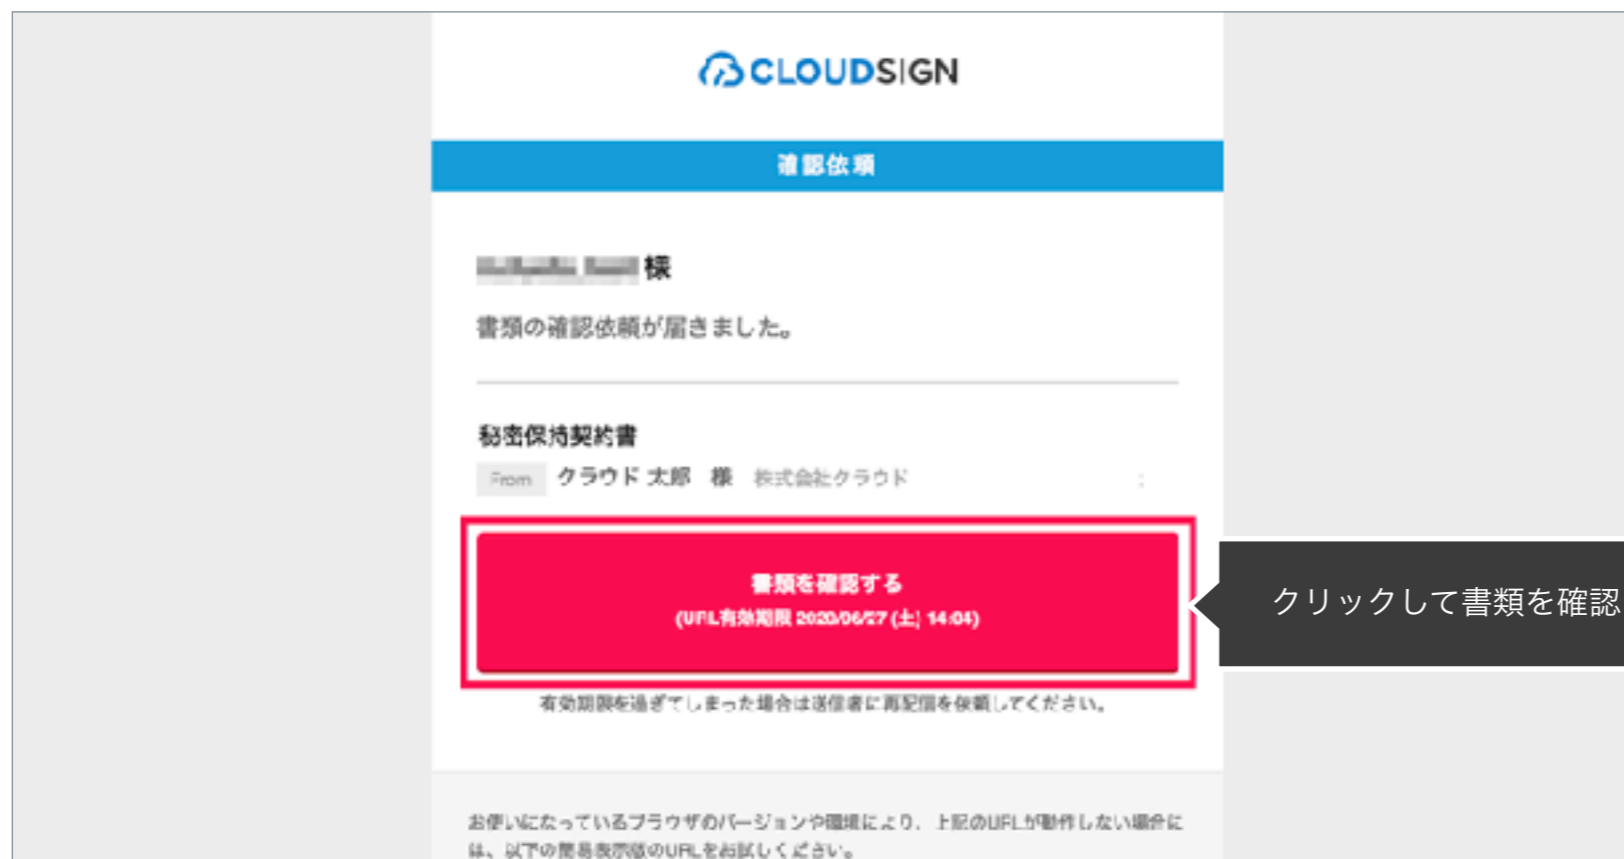 CLOUDSIGN
確認依頼
様
書類の確認依頼が届きました。
秘密保持契約書
From クラウド 太郎 様 株式会社クラウド
書類を確認する
(URL有効期限 2020/06/27 (土) 14:04)
クリックして書類を確認
有効期限を過ぎてしまった場合は送信者に再配信を依頼してください。
お使いになっているブラウザのバージョンや環境により、上記のURLが動作しない場合に
は、以下の簡易表示版のURLをお試しください。